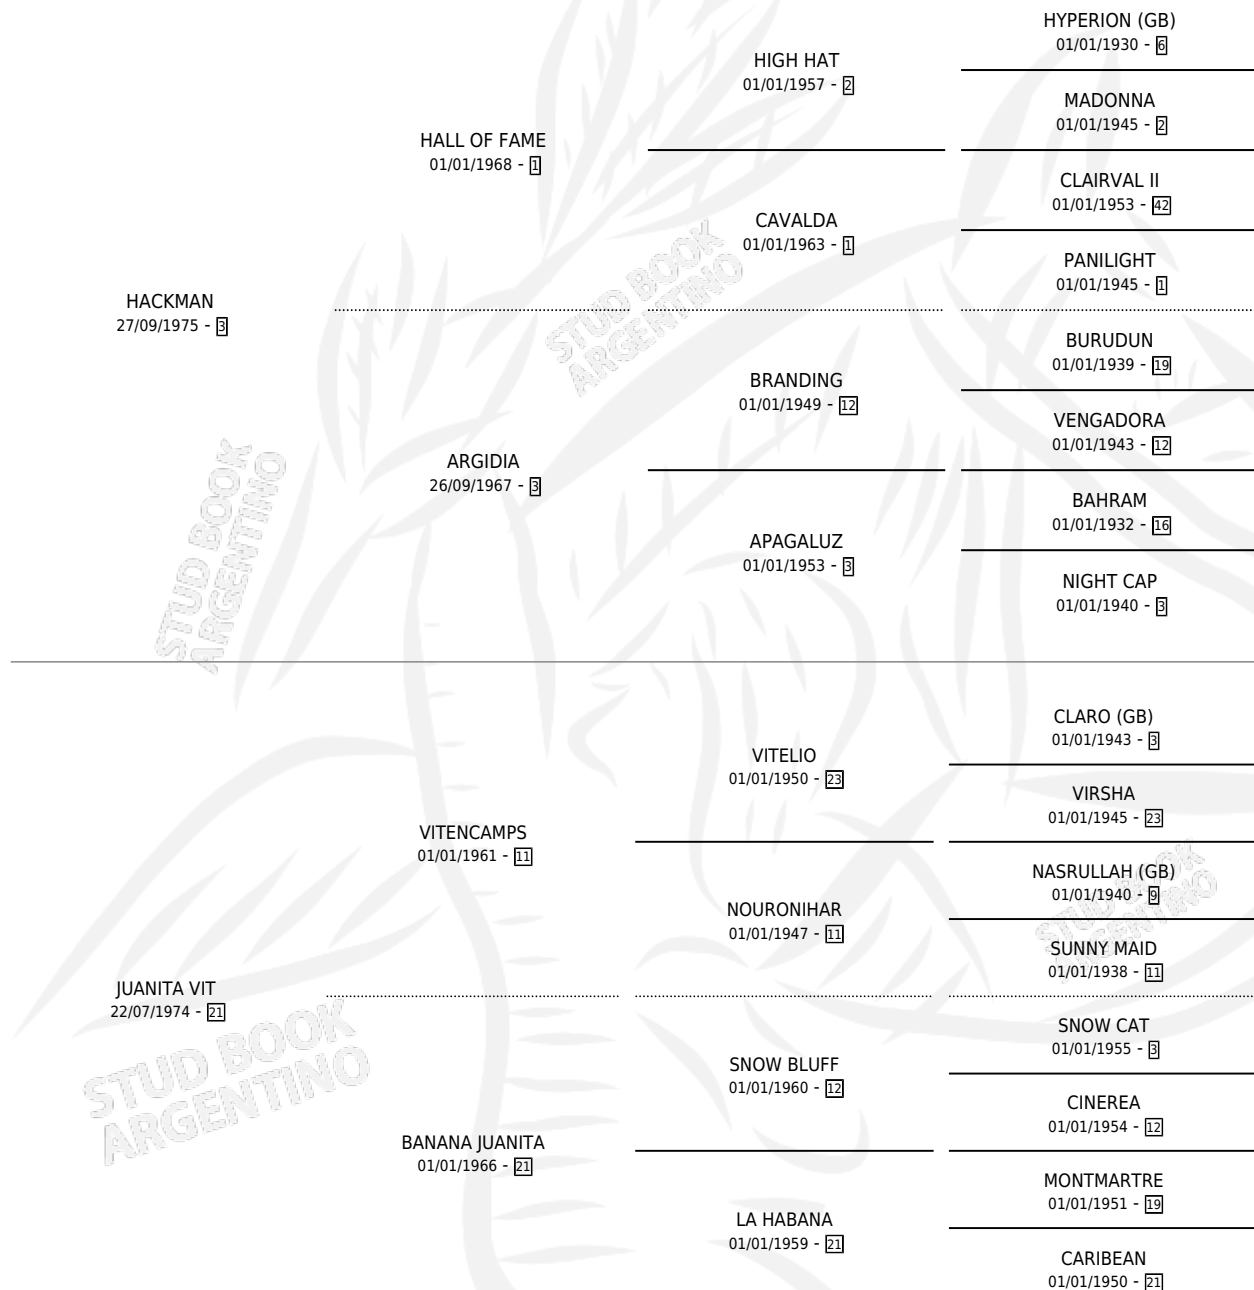 HYPERION (GB)
01/01/1930 - 6
HIGH HAT
01/01/1957 - 2
MADONNA
01/01/1945 - 2
HALL OF FAME
01/01/1968 - 1
CLAIRVAL II
01/01/1953 - 42
CAVALDA
01/01/1963 - 1
PANILIGHT
01/01/1945 - 1
HACKMAN
27/09/1975 - 3
STUD BOOK
ARGENTINO
BURUDUN
01/01/1939 - 19
BRANDING
01/01/1949 - 12
VENGADORA
01/01/1943 - 12
ARGIDIA
26/09/1967 - 3
BAHRAM
01/01/1932 - 16
APAGALUZ
01/01/1953 - 3
NIGHT CAP
01/01/1940 - 3
STUD BOOK
ARGENTINO
CLARO (GB)
01/01/1943 - 3
VITELIO
01/01/1950 - 23
VIRSHA
01/01/1945 - 23
VITENCAMPS
01/01/1961 - 11
NASRULLAH (GB)
01/01/1940 - 9
NOURONIHAR
01/01/1947 - 11
SUNNY MAID
01/01/1938 - 11
STUD BOOK
ARGENTINO
JUANITA VIT
22/07/1974 - 21
SNOW CAT
01/01/1955 - 3
SNOW BLUFF
01/01/1960 - 12
CINEREA
01/01/1954 - 12
STUD BOOK
ARGENTINO
BANANA JUANITA
01/01/1966 - 21
MONTMARTRE
01/01/1951 - 19
LA HABANA
01/01/1959 - 21
CARIBEAN
01/01/1950 - 21